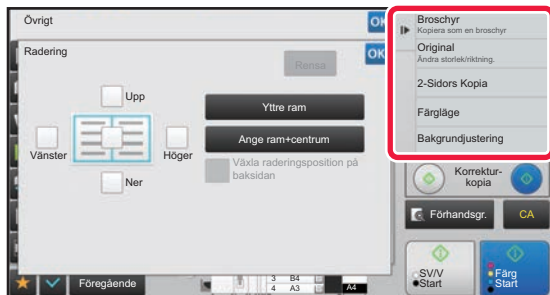 Övrigt
OK
Radering
Rensa
OK
Upp
Vänster
Höger
Ner
Yttre ram
Ange ram+centrum
Växla raderingsposition på
baksidan
Broschyr
Kopiera som en broschyr
Original
Ändra storlek/riktning.
2-Sidors Kopia
Färgläge
Bakgrundjustering
Korrektur-
kopia
Förhandsgr.
CA
SV/V
Start
Färg
Start
Föregående
3 B4
4 A3
A4